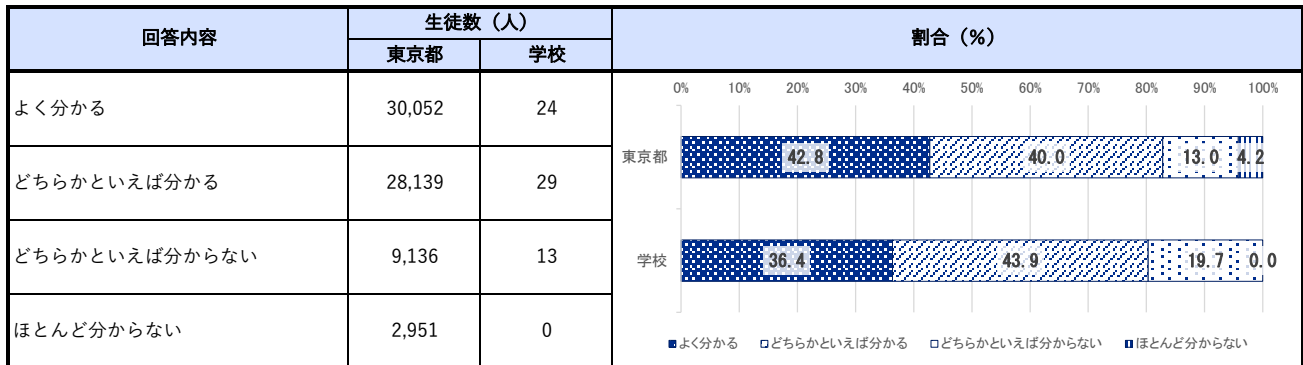 回答内容
生徒数（人）
割合（%）
東京都
学校
よく分かる
30,052
24
どちらかといえば分かる
28,139
29
どちらかといえば分からない
9,136
13
ほとんど分からない
2,951
0
0%
10%
20%
30%
40%
50%
60%
70%
80%
90%
100%
東京都
42.8
40.0
13.0
4.2
学校
36.4
43.9
19.7
0.0
よく分かる
どちらかといえば分かる
どちらかといえば分からない
ほとんど分からない